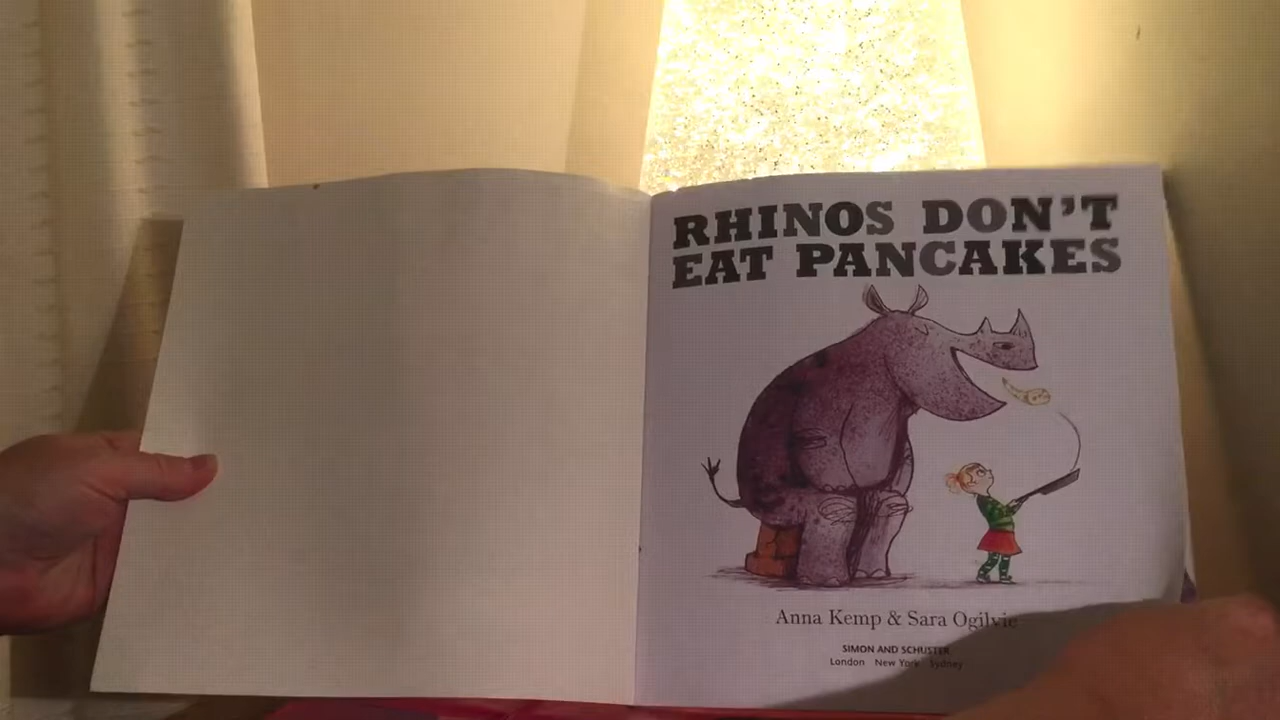 RHINOS DON'T
EAT PANCAKES
Anna Kemp & Sara Ogilvie
SIMON AND SCHUSTER
London New York Sydney